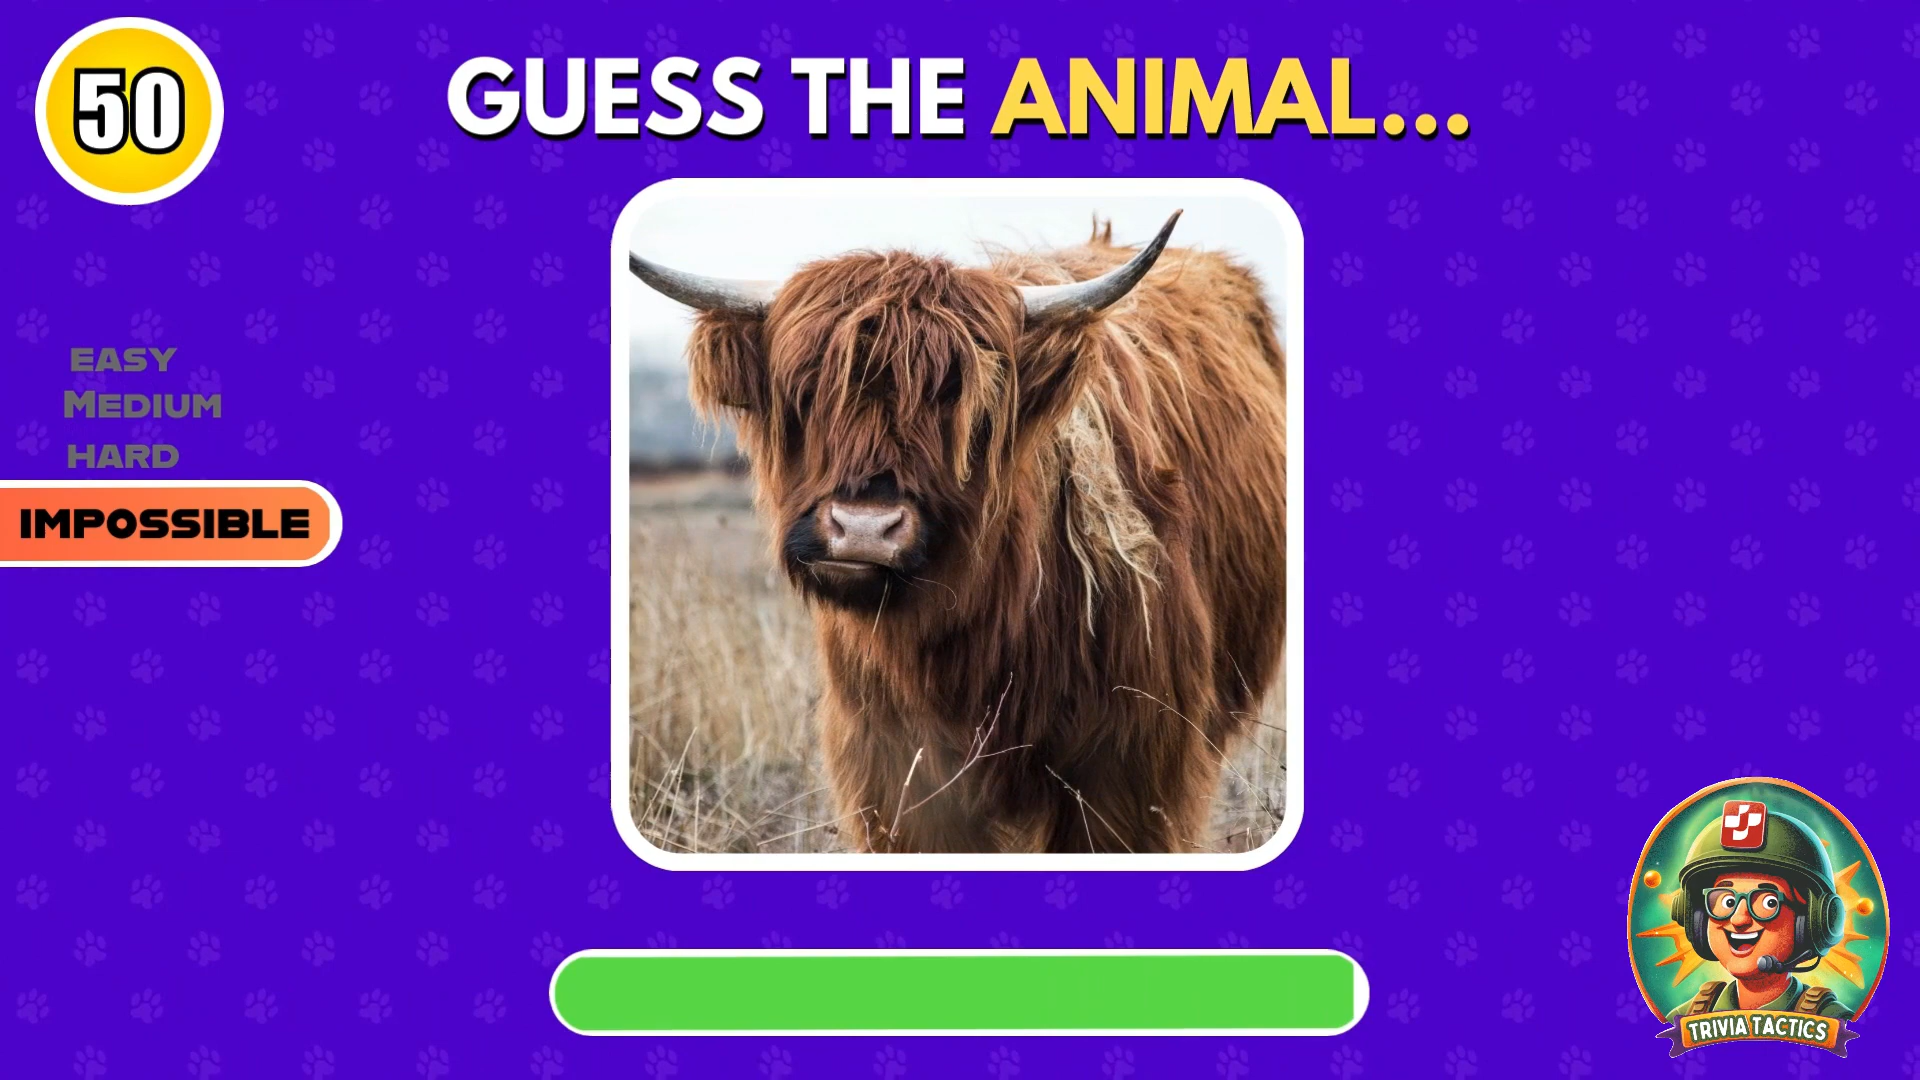 50
GUESS THE ANIMAL...
EASY
MEDIUM
HARD
IMPOSSIBLE
TRIVIA TACTICS